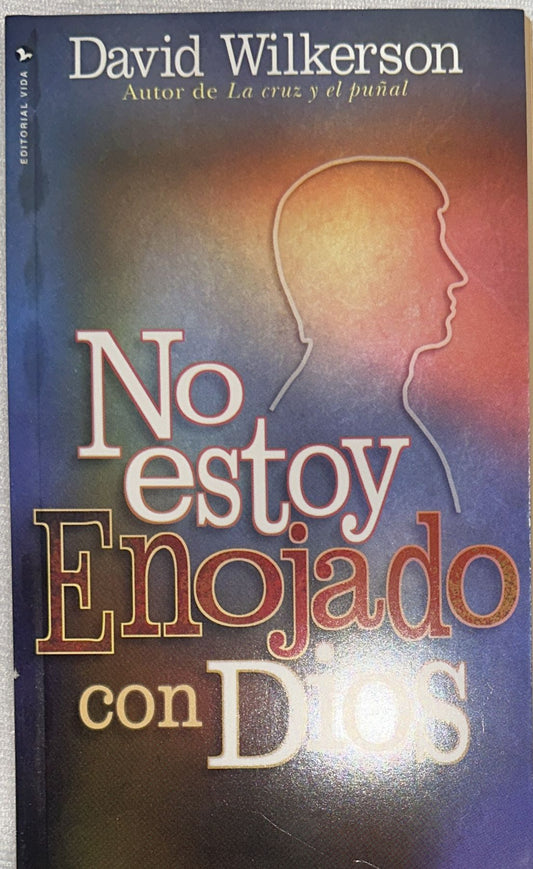 David Wilkerson
Autor de La cruz y el puñal
EDITORIAL VIDA
No
estoy
Enojado
con Dios